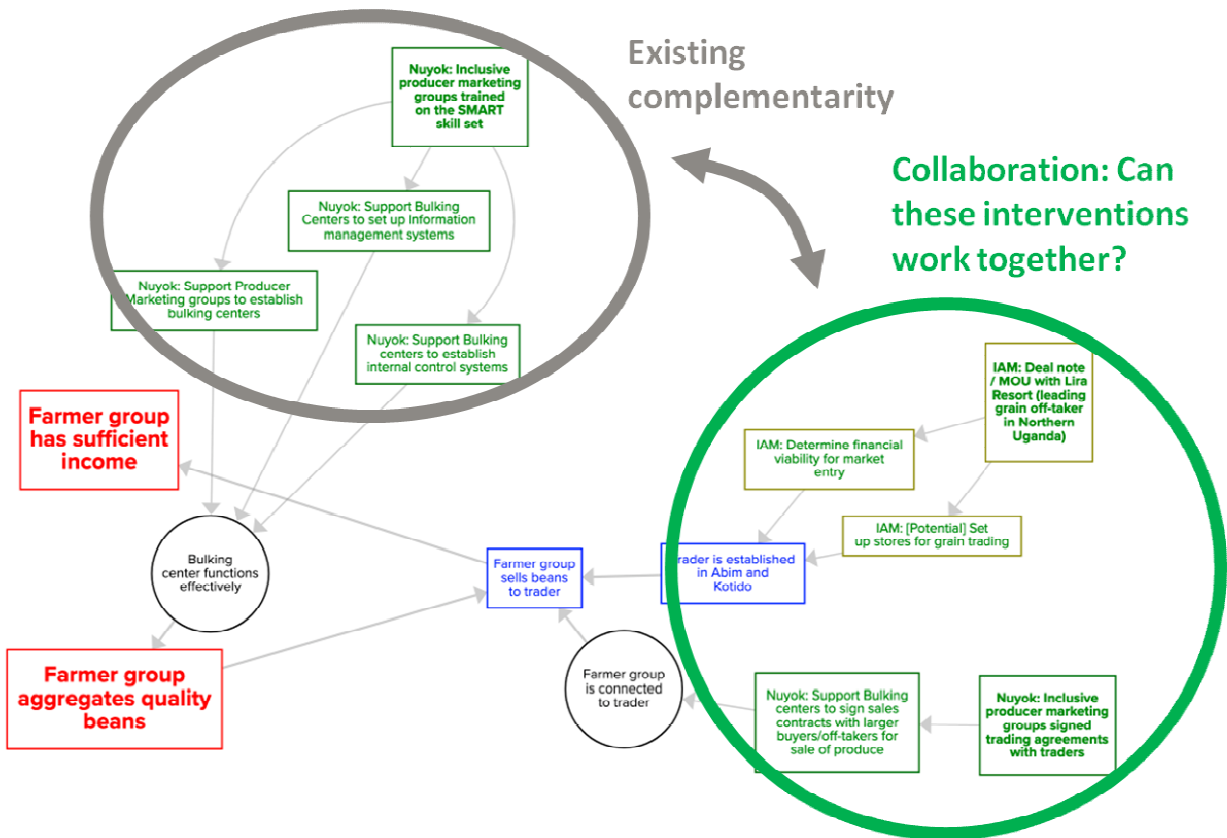 Nuyok: Inclusive
producer marketing
groups trained
on the SMART
skill set
Existing
complementarity
Collaboration: Can
these interventions
work together?
Nuyok: Support Bulking
Centers to set up Information
management systems
Nuyok: Support Producer
Marketing groups to establish
bulking centers
Nuyok: Support Bulking
centers to establish
internal control systems
Farmer group
has sufficient
income
IAM: Deal note
/ MOU with Lira
Resort (leading
grain off-taker
in Northern
Uganda)
IAM: Determine financial
viability for market
entry
IAM: [Potential] Set
up stores for grain trading
Bulking
center functions
effectively
Farmer group
sells beans
to trader
Trader is established
in Abim and
Kotido
Farmer group
aggregates quality
beans
Farmer group
is connected
to trader
Nuyok: Support Bulking
centers to sign sales
contracts with larger
buyers/off-takers for
sale of produce
Nuyok: Inclusive
producer marketing
groups signed
trading agreements
with traders